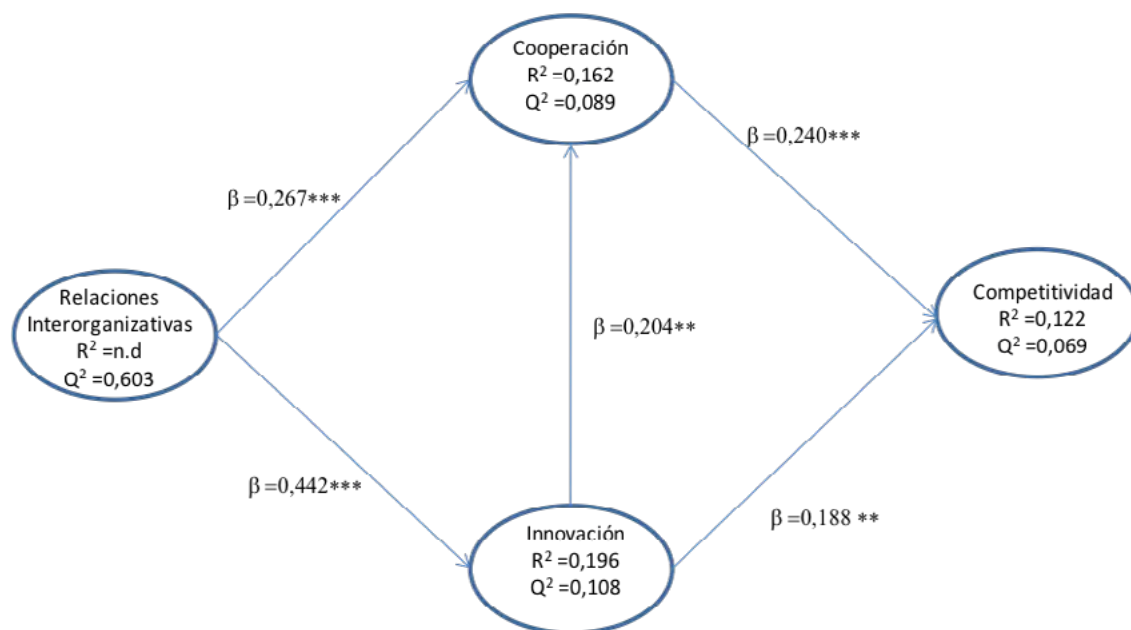 Cooperación
R² =0,162
Q² =0,089
β =0,240***
β =0,267***
Relaciones
Interorganizativas
R² =n.d
Q² =0,603
β =0,204**
Competitividad
R² =0,122
Q² =0,069
β =0,442***
β =0,188 **
Innovación
R² =0,196
Q² =0,108